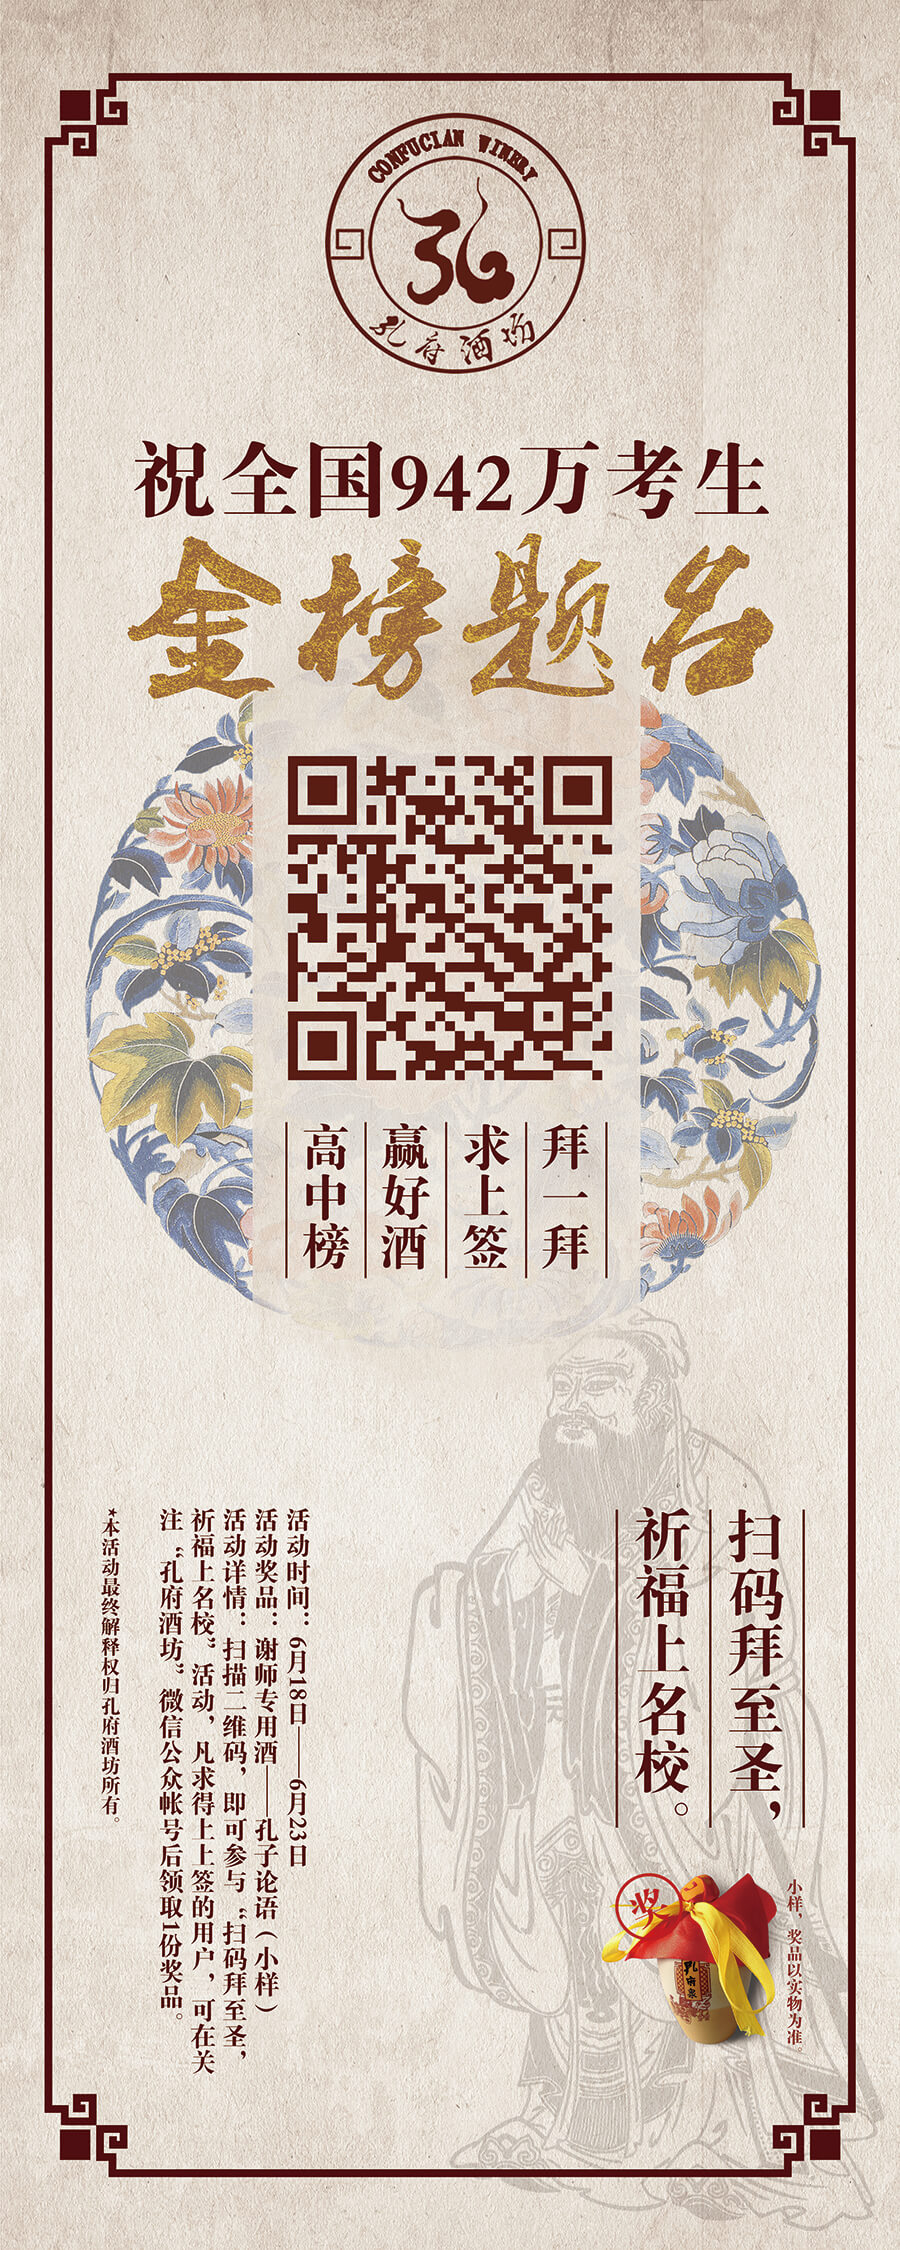 CONFUCIAN WINERY
孔府酒坊
祝全国942万考生
金榜题名
拜一拜
求上签
赢好酒
高中榜
扫码拜至圣，
祈福上名校。
奖
孔府泉
小样，奖品以实物为准。
活动时间：6月18日——6月23日
活动奖品：谢师专用酒——孔子论语（小样）
活动详情：扫描二维码，即可参与“扫码拜至圣，
祈福上名校”活动，凡求得上上签的用户，可在关
注“孔府酒坊”微信公众帐号后领取1份奖品。
*本活动最终解释权归孔府酒坊所有。